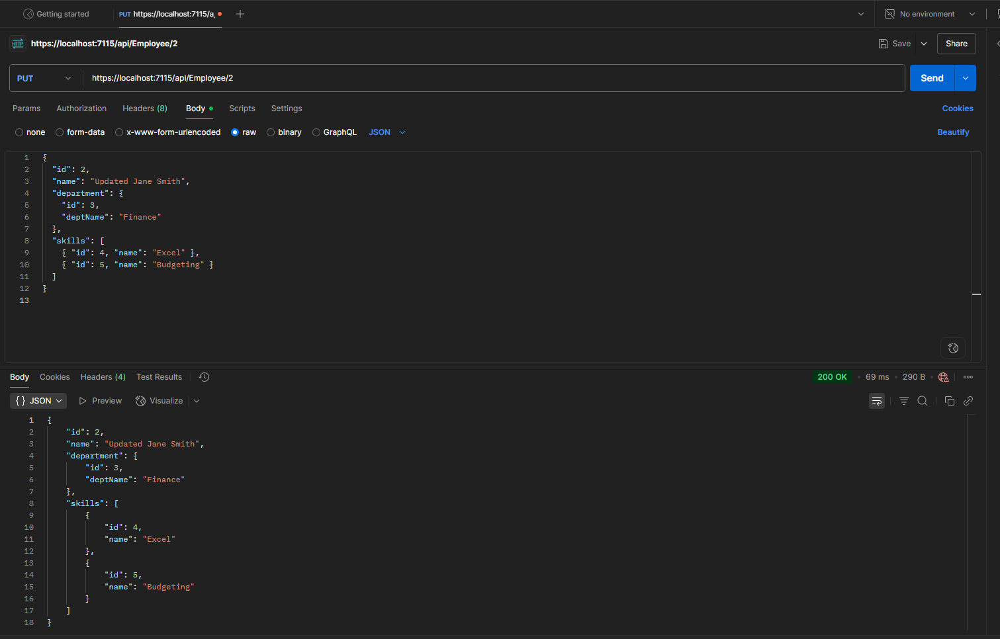 Getting started
PUT https://localhost:7115/a
No environment
HTTP https://localhost:7115/api/Employee/2
Save
Share
PUT
https://localhost:7115/api/Employee/2
Send
Params Authorization Headers (8) Body Scripts Settings
Cookies
none form-data x-www-form-urlencoded raw binary GraphQL JSON
Beautify
1 {
2 "id": 2,
3 "name": "Updated Jane Smith",
4 "department": {
5 "id": 3,
6 "deptName": "Finance"
7 },
8 "skills": [
9 { "id": 4, "name": "Excel" },
10 { "id": 5, "name": "Budgeting" }
11 ]
12 }
13
Body Cookies Headers (4) Test Results
200 OK • 69 ms • 290 B •
{} JSON Preview Visualize
1 {
2 "id": 2,
3 "name": "Updated Jane Smith",
4 "department": {
5 "id": 3,
6 "deptName": "Finance"
7 },
8 "skills": [
9 {
10 "id": 4,
11 "name": "Excel"
12 },
13 {
14 "id": 5,
15 "name": "Budgeting"
16 }
17 ]
18 }